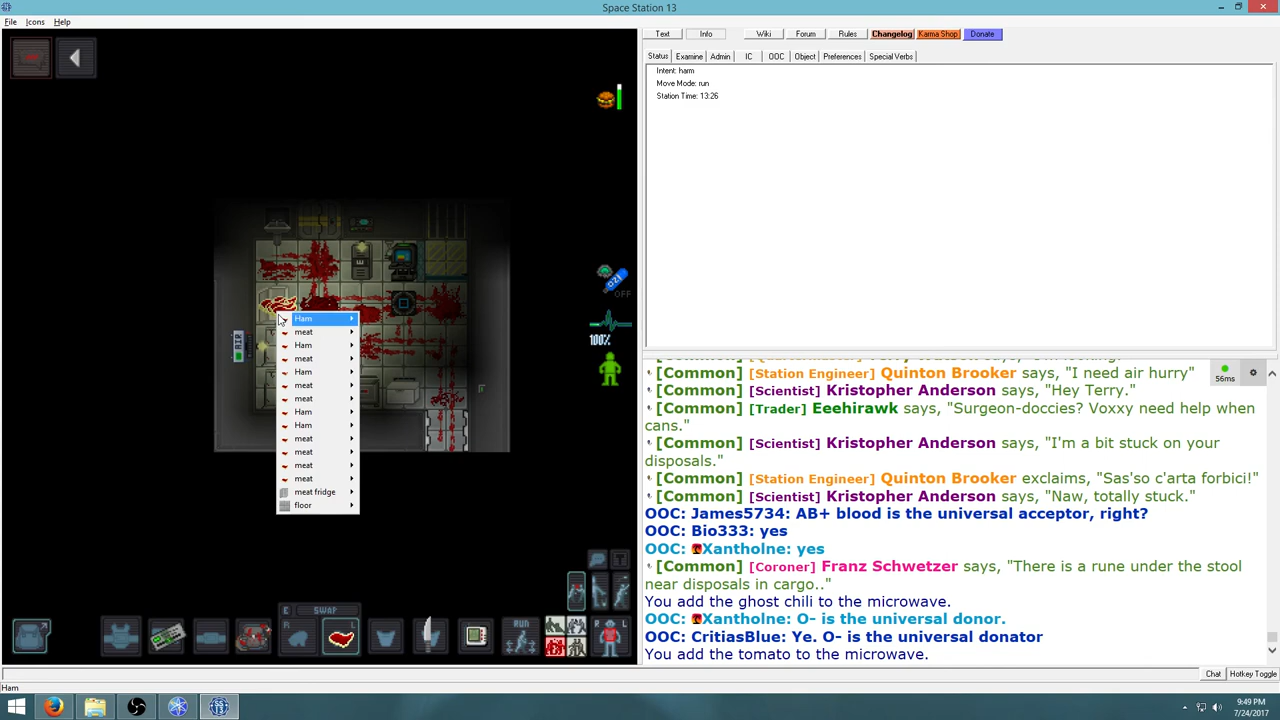 Space Station 13
File Icons Help
Text Info Wiki Forum Rules Changelog Karma Shop Donate
Status Examine Admin IC OOC Object Preferences Special Verbs
Intent: harm
Move Mode: run
Station Time: 13:26
OFF
100%
Ham
meat
Ham
meat
Ham
meat
meat
Ham
Ham
meat
meat
meat
meat
meat fridge
floor
E SWAP
R L
RUN
R L
56ms
[Common] [Station Engineer] Quinton Brooker says, "I need air hurry"
[Common] [Scientist] Kristopher Anderson says, "Hey Terry."
[Common] [Trader] Eeehirawk says, "Surgeon-doccies? Voxxy need help when
cans."
[Common] [Scientist] Kristopher Anderson says, "I'm a bit stuck on your
disposals."
[Common] [Station Engineer] Quinton Brooker exclaims, "Sas'so c'arta forbici!"
[Common] [Scientist] Kristopher Anderson says, "Naw, totally stuck."
OOC: James5734: AB+ blood is the universal acceptor, right?
OOC: Bio333: yes
OOC: Xantholne: yes
[Common] [Coroner] Franz Schwetzer says, "There is a rune under the stool
near disposals in cargo.."
You add the ghost chili to the microwave.
OOC: Xantholne: O- is the universal donor.
OOC: CritiasBlue: Ye. O- is the universal donator
You add the tomato to the microwave.
Chat Hotkey Toggle
Ham
9:49 PM
7/24/2017